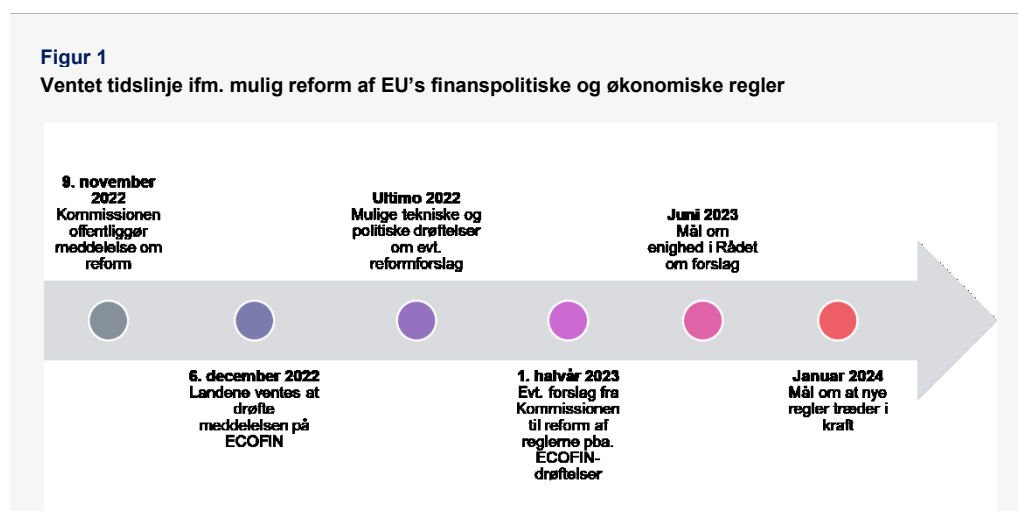 Figur 1
Ventet tidslinje ifm. mulig reform af EU's finanspolitiske og økonomiske regler
9. november
2022
Kommissionen
offentliggør
meddelelse om
reform
6. december 2022
Landene ventes at
drøfte
meddelelsen på
ECOFIN
Ultimo 2022
Mulige tekniske og
politiske drøftelser
om evt.
reformforslag
1. halvår 2023
Evt. forslag fra
Kommissionen
til reform af
reglerne pba.
ECOFIN-
drøftelser
Juni 2023
Mål om
enighed i Rådet
om forslag
Januar 2024
Mål om at nye
regler træder i
kraft